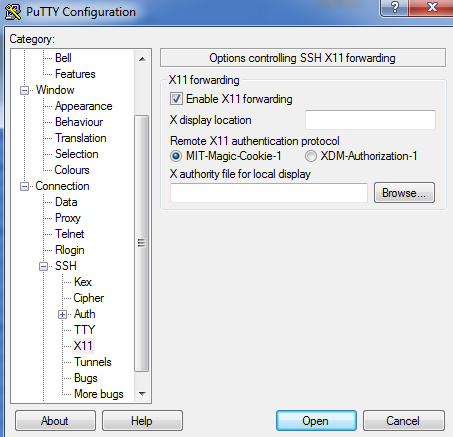 PuTTY Configuration
?
Category:
Bell
Features
Window
Appearance
Behaviour
Translation
Selection
Colours
Connection
Data
Proxy
Telnet
Rlogin
SSH
Kex
Cipher
Auth
TTY
X11
Tunnels
Bugs
More bugs
Options controlling SSH X11 forwarding
X11 forwarding
Enable X11 forwarding
X display location
Remote X11 authentication protocol
MIT-Magic-Cookie-1 XDM-Authorization-1
X authority file for local display
Browse...
About Help Open Cancel